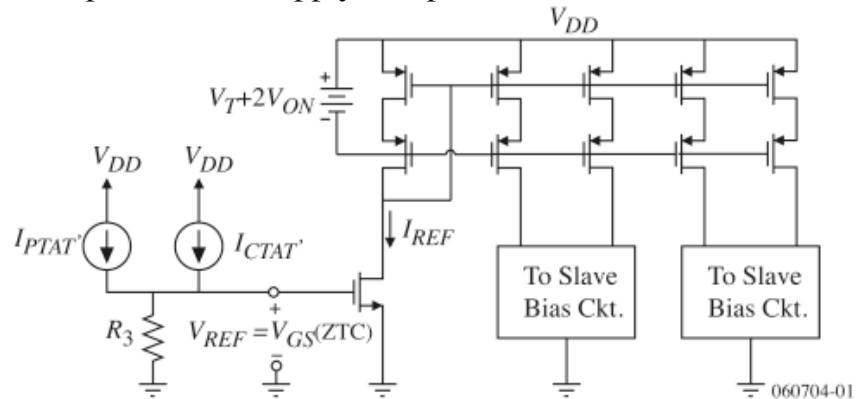 V_DD
V_T+2V_ON
V_DD V_DD
I_PTAT' I_CTAT'
I_REF
R_3
V_REF = V_GS(ZTC)
+
−
+
−
To Slave
Bias Ckt.
To Slave
Bias Ckt.
060704-01